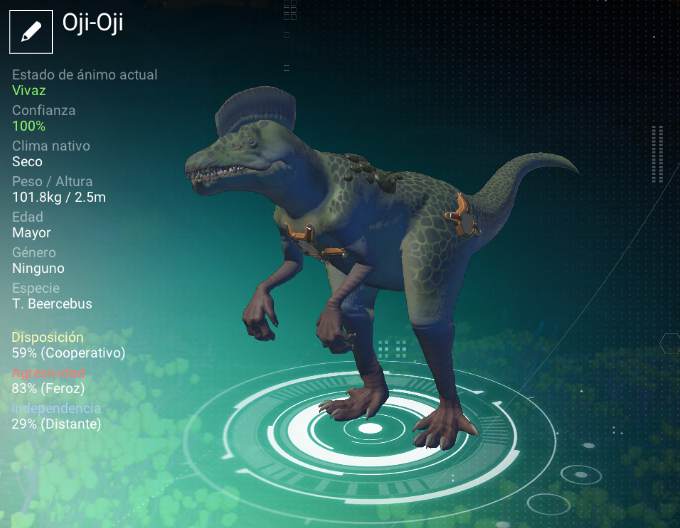 Oji-Oji
Estado de ánimo actual
Vivaz
Confianza
100%
Clima nativo
Seco
Peso / Altura
101.8kg / 2.5m
Edad
Mayor
Género
Ninguno
Especie
T. Beercebus
Disposición
59% (Cooperativo)
Agresividad
83% (Feroz)
Independencia
29% (Distante)